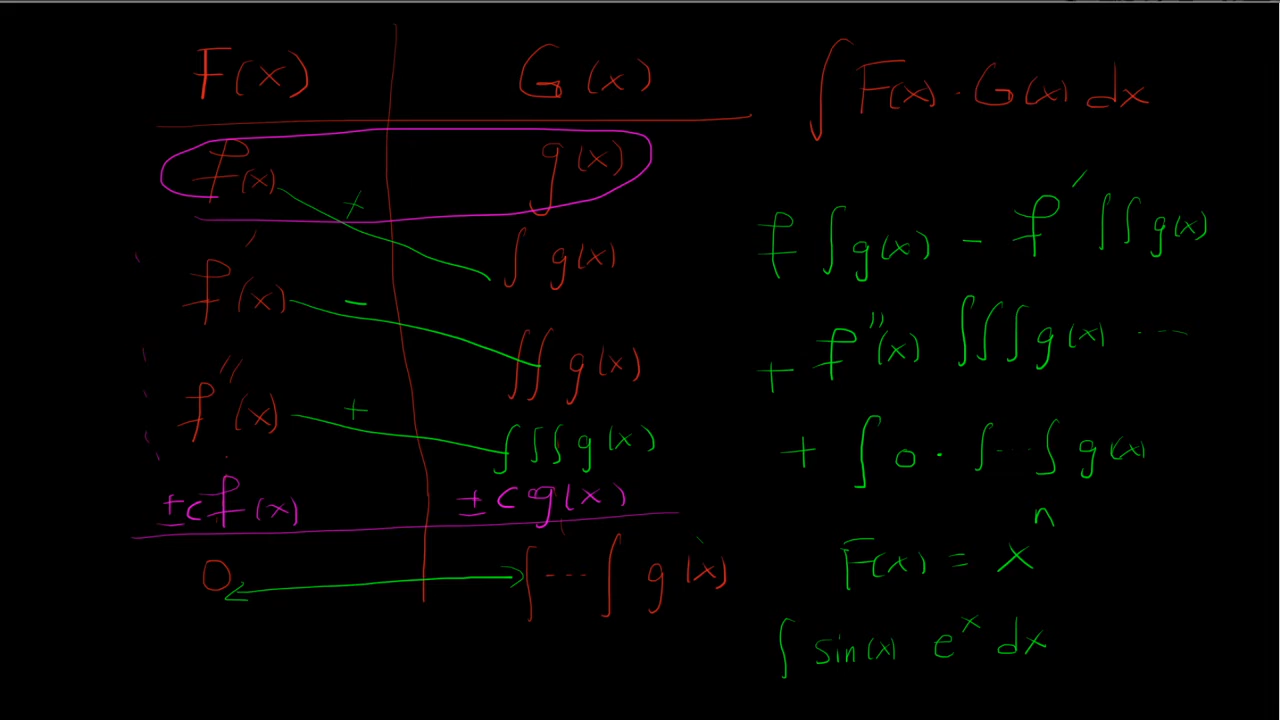 F(x) G(x)
f(x) g(x)
+
f'(x) ∫ g(x)
−
f''(x) ∫∫ g(x)
+
∫∫∫ g(x)
±cf(x) ±cg(x)
0 ∫ ... ∫ g(x)
∫ F(x) · G(x) dx
f ∫ g(x) − f' ∫∫ g(x)
+ f''(x) ∫∫∫ g(x) ...
+ ∫ 0 · ∫ ... ∫ g(x)
F(x) = xⁿ
∫ sin(x) eˣ dx